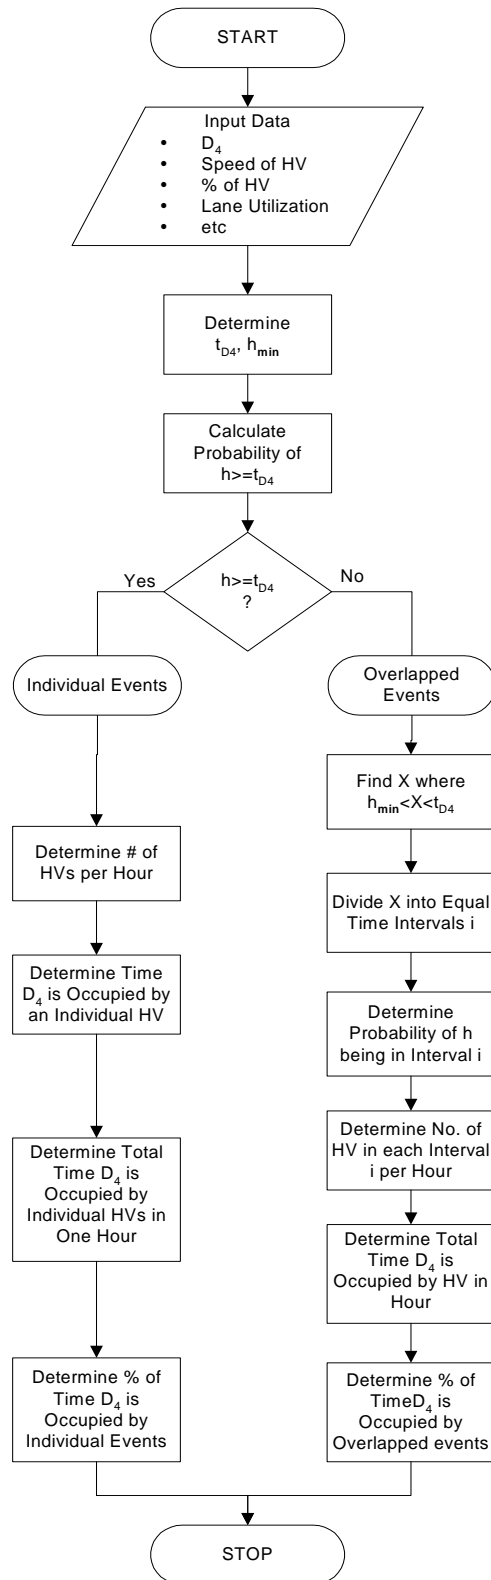 START
Input Data
• D4
• Speed of HV
• % of HV
• Lane Utilization
• etc
Determine
tD4, hmin
Calculate
Probability of
h>=tD4
Yes
h>=tD4
?
No
Individual Events
Determine # of
HVs per Hour
Determine Time
D4 is Occupied by
an Individual HV
Determine Total
Time D4 is
Occupied by
Individual HVs in
One Hour
Determine % of
Time D4 is
Occupied by
Individual Events
Overlapped
Events
Find X where
hmin<X<tD4
Divide X into Equal
Time Intervals i
Determine
Probability of h
being in Interval i
Determine No. of
HV in each Interval
i per Hour
Determine Total
Time D4 is
Occupied by HV in
Hour
Determine % of
TimeD4 is
Occupied by
Overlapped events
STOP